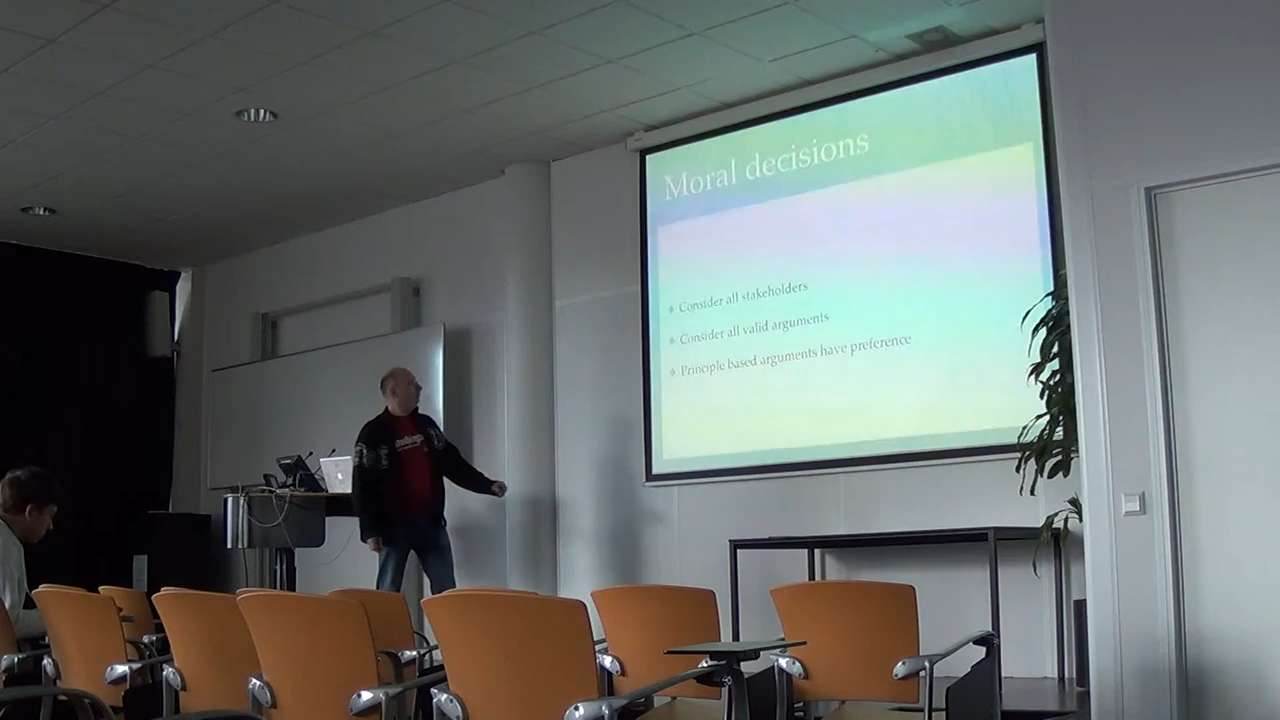 Moral decisions
Consider all stakeholders
Consider all valid arguments
Principle based arguments have preference